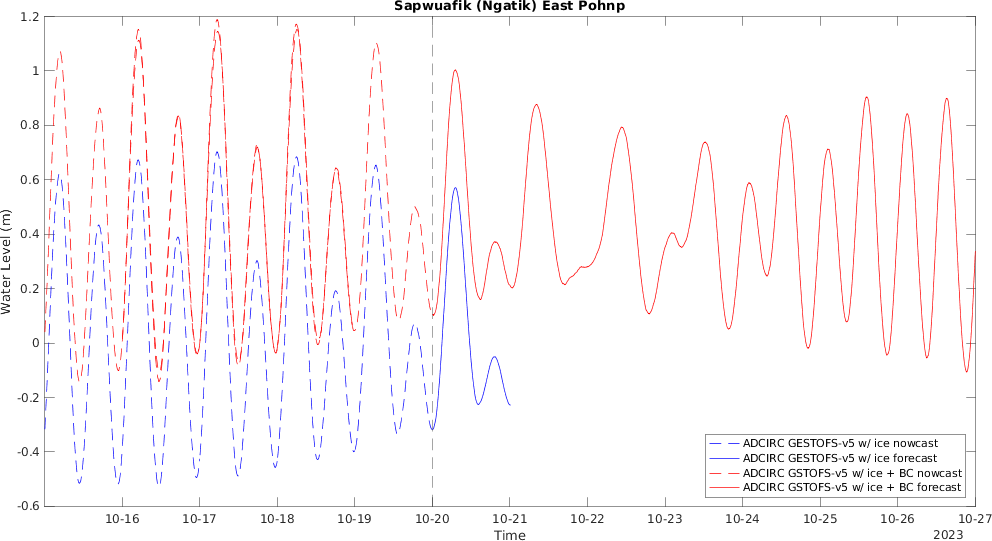 Sapwuafik (Ngatik) East Pohnp
1.2
1
0.8
0.6
0.4
0.2
0
-0.2
-0.4
-0.6
Water Level (m)
10-16 10-17 10-18 10-19 10-20 10-21 10-22 10-23 10-24 10-25 10-26 10-27
Time
2023
ADCIRC GESTOFS-v5 w/ ice nowcast
ADCIRC GESTOFS-v5 w/ ice forecast
ADCIRC GSTOFS-v5 w/ ice + BC nowcast
ADCIRC GSTOFS-v5 w/ ice + BC forecast